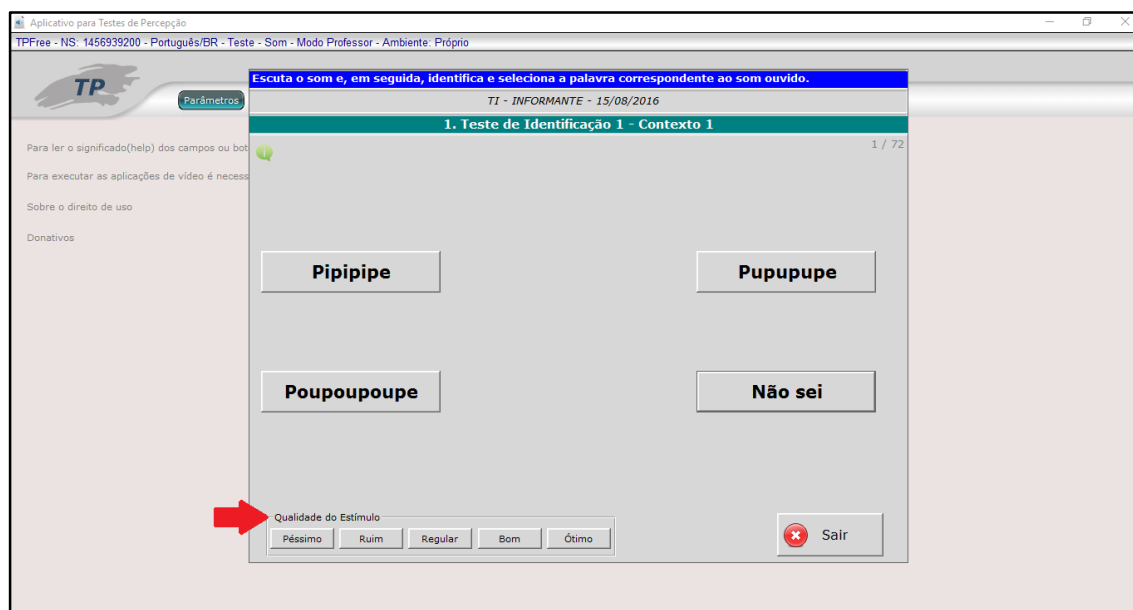 Aplicativo para Testes de Percepção
TPFree - NS: 1456939200 - Português/BR - Teste - Som - Modo Professor - Ambiente: Próprio
TP
Parâmetros
Escuta o som e, em seguida, identifica e seleciona a palavra correspondente ao som ouvido.
TI - INFORMANTE - 15/08/2016
1. Teste de Identificação 1 - Contexto 1
1 / 72
Para ler o significado(help) dos campos ou bot
Para executar as aplicações de vídeo é necess
Sobre o direito de uso
Donativos
Pipipipe
Pupupupe
Poupoupoupe
Não sei
Qualidade do Estímulo
Péssimo Ruim Regular Bom Ótimo
Sair